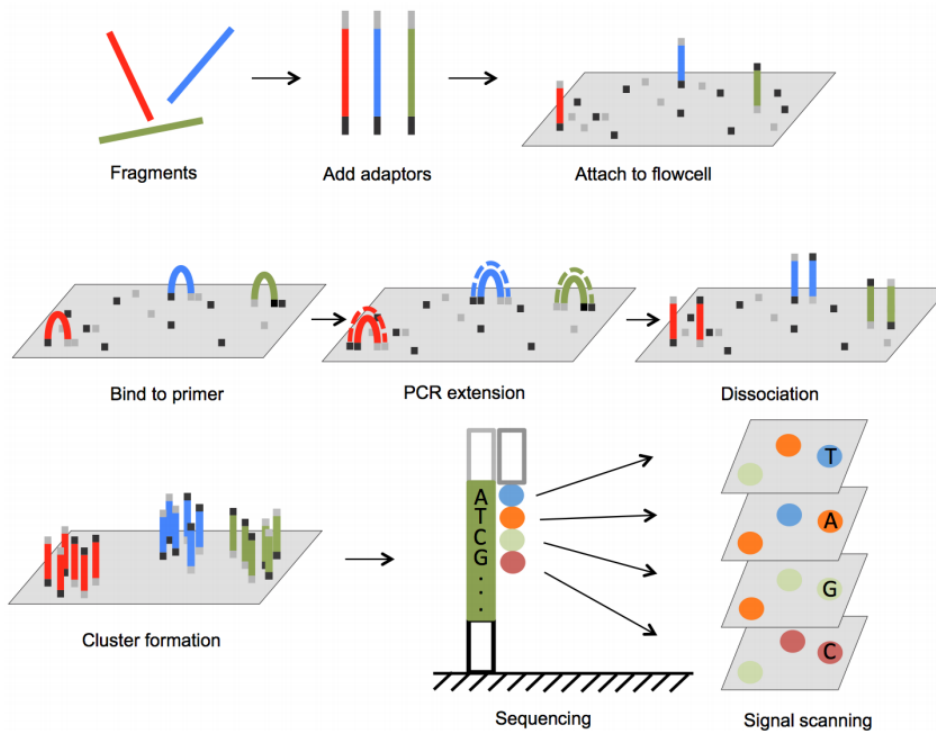 Fragments
Add adaptors
Attach to flowcell
Bind to primer
PCR extension
Dissociation
Cluster formation
A
T
C
G
.
.
.
Sequencing
T
A
G
C
Signal scanning